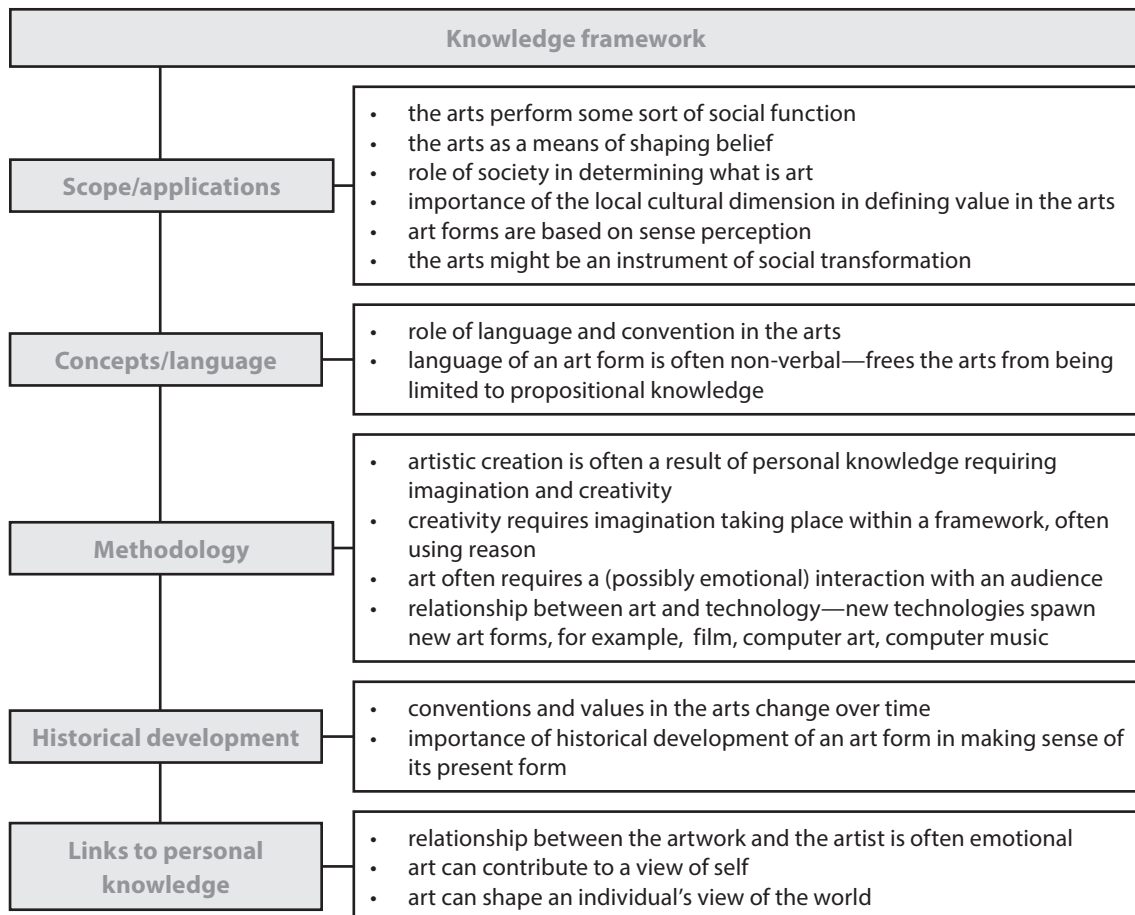 Knowledge framework
Scope/applications
• the arts perform some sort of social function
• the arts as a means of shaping belief
• role of society in determining what is art
• importance of the local cultural dimension in defining value in the arts
• art forms are based on sense perception
• the arts might be an instrument of social transformation
Concepts/language
• role of language and convention in the arts
• language of an art form is often non-verbal—frees the arts from being
limited to propositional knowledge
Methodology
• artistic creation is often a result of personal knowledge requiring
imagination and creativity
• creativity requires imagination taking place within a framework, often
using reason
• art often requires a (possibly emotional) interaction with an audience
• relationship between art and technology—new technologies spawn
new art forms, for example, film, computer art, computer music
Historical development
• conventions and values in the arts change over time
• importance of historical development of an art form in making sense of
its present form
Links to personal
knowledge
• relationship between the artwork and the artist is often emotional
• art can contribute to a view of self
• art can shape an individual's view of the world